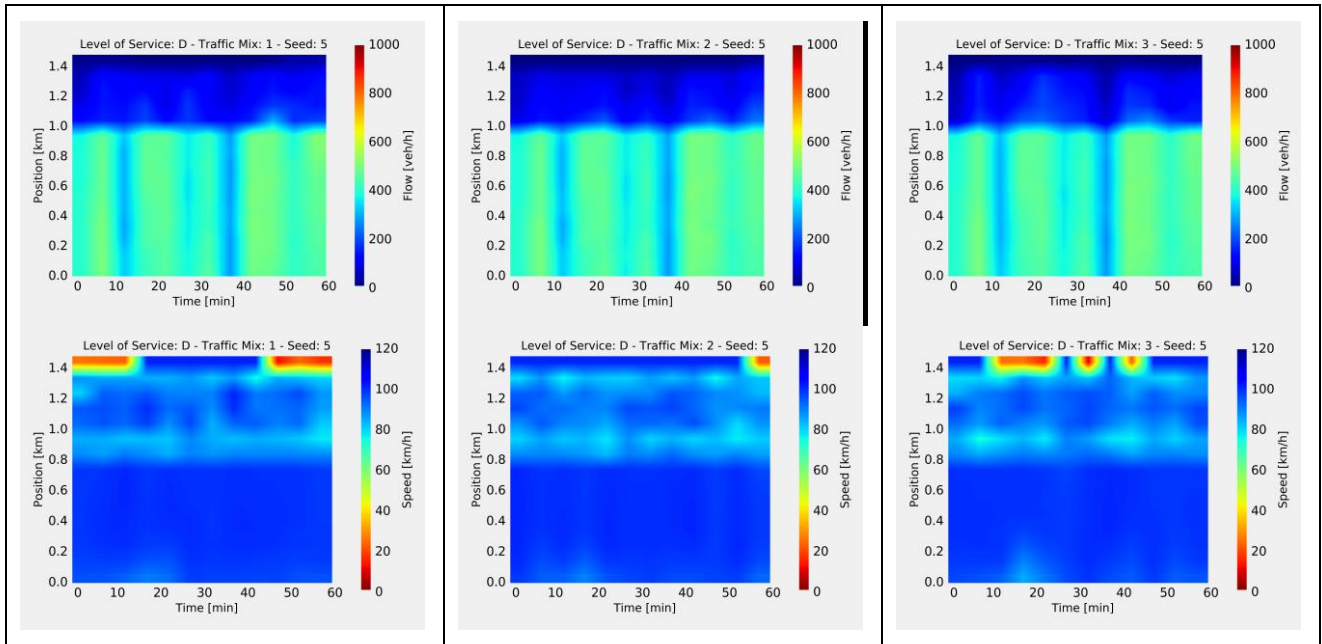 Level of Service: D - Traffic Mix: 1 - Seed: 5
1.4
1.2
1.0
0.8
0.6
0.4
0.2
0.0
Position [km]
0 10 20 30 40 50 60
Time [min]
1000
800
600
400
200
0
Flow [veh/h]
Level of Service: D - Traffic Mix: 2 - Seed: 5
1.4
1.2
1.0
0.8
0.6
0.4
0.2
0.0
Position [km]
0 10 20 30 40 50 60
Time [min]
1000
800
600
400
200
0
Flow [veh/h]
Level of Service: D - Traffic Mix: 3 - Seed: 5
1.4
1.2
1.0
0.8
0.6
0.4
0.2
0.0
Position [km]
0 10 20 30 40 50 60
Time [min]
1000
800
600
400
200
0
Flow [veh/h]
Level of Service: D - Traffic Mix: 1 - Seed: 5
1.4
1.2
1.0
0.8
0.6
0.4
0.2
0.0
Position [km]
0 10 20 30 40 50 60
Time [min]
120
100
80
60
40
20
0
Speed [km/h]
Level of Service: D - Traffic Mix: 2 - Seed: 5
1.4
1.2
1.0
0.8
0.6
0.4
0.2
0.0
Position [km]
0 10 20 30 40 50 60
Time [min]
120
100
80
60
40
20
0
Speed [km/h]
Level of Service: D - Traffic Mix: 3 - Seed: 5
1.4
1.2
1.0
0.8
0.6
0.4
0.2
0.0
Position [km]
0 10 20 30 40 50 60
Time [min]
120
100
80
60
40
20
0
Speed [km/h]